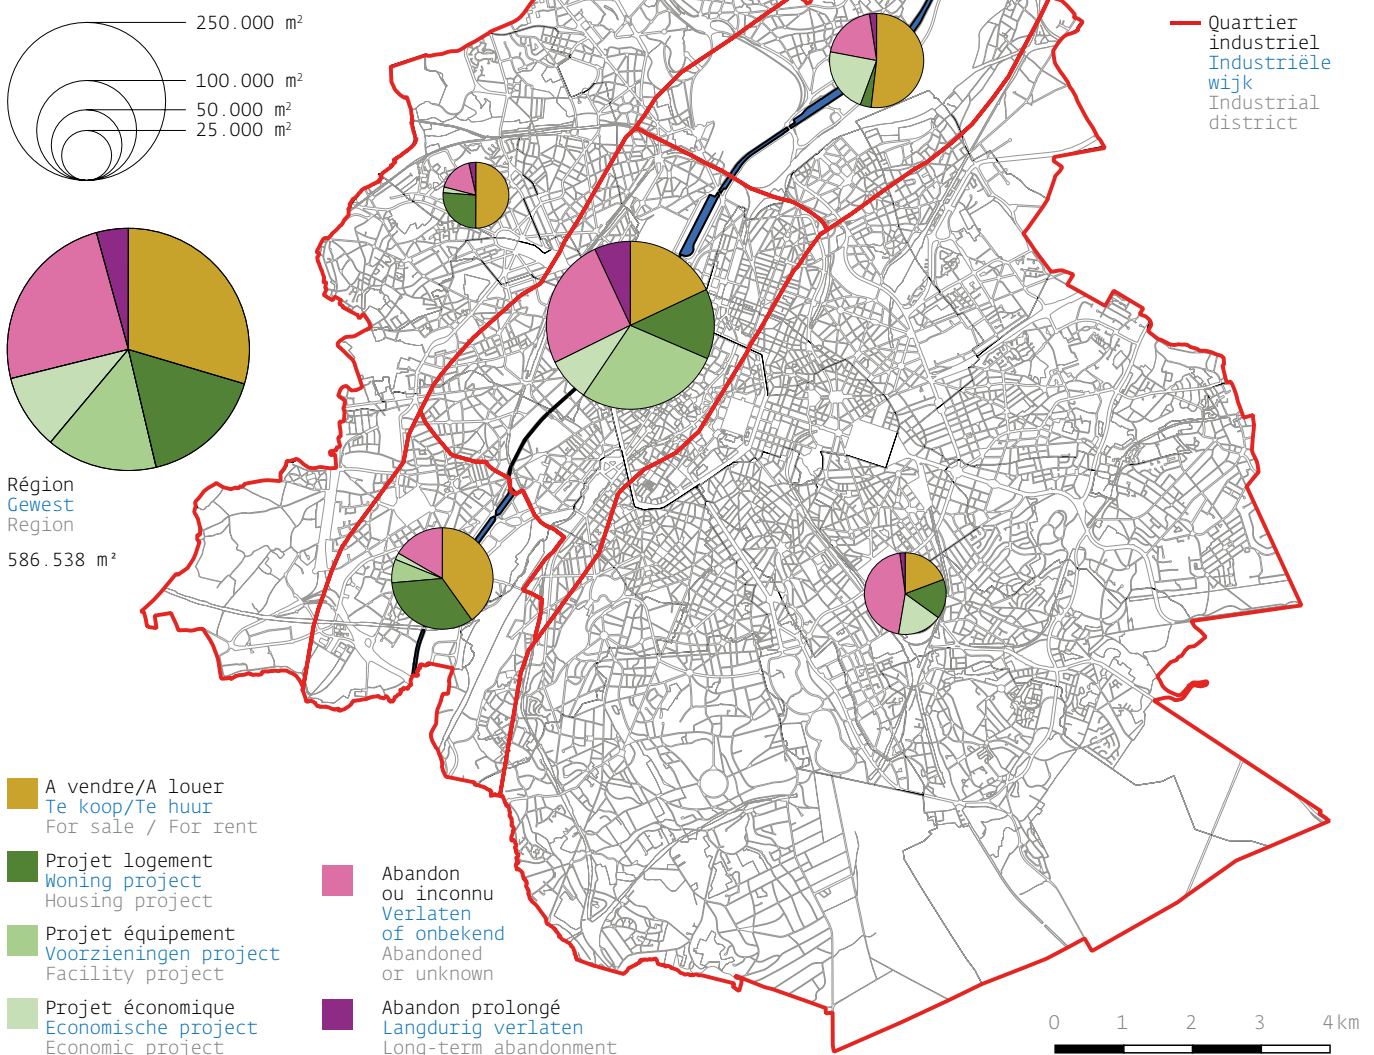 250.000 m²
100.000 m²
50.000 m²
25.000 m²
Quartier
industriel
Industriële
wijk
Industrial
district
Région
Gewest
Region
586.538 m²
A vendre/A louer
Te koop/Te huur
For sale / For rent
Projet logement
Woning project
Housing project
Projet équipement
Voorzieningen project
Facility project
Projet économique
Economische project
Economic project
Abandon
ou inconnu
Verlaten
of onbekend
Abandoned
or unknown
Abandon prolongé
Langdurig verlaten
Long-term abandonment
0 1 2 3 4 km